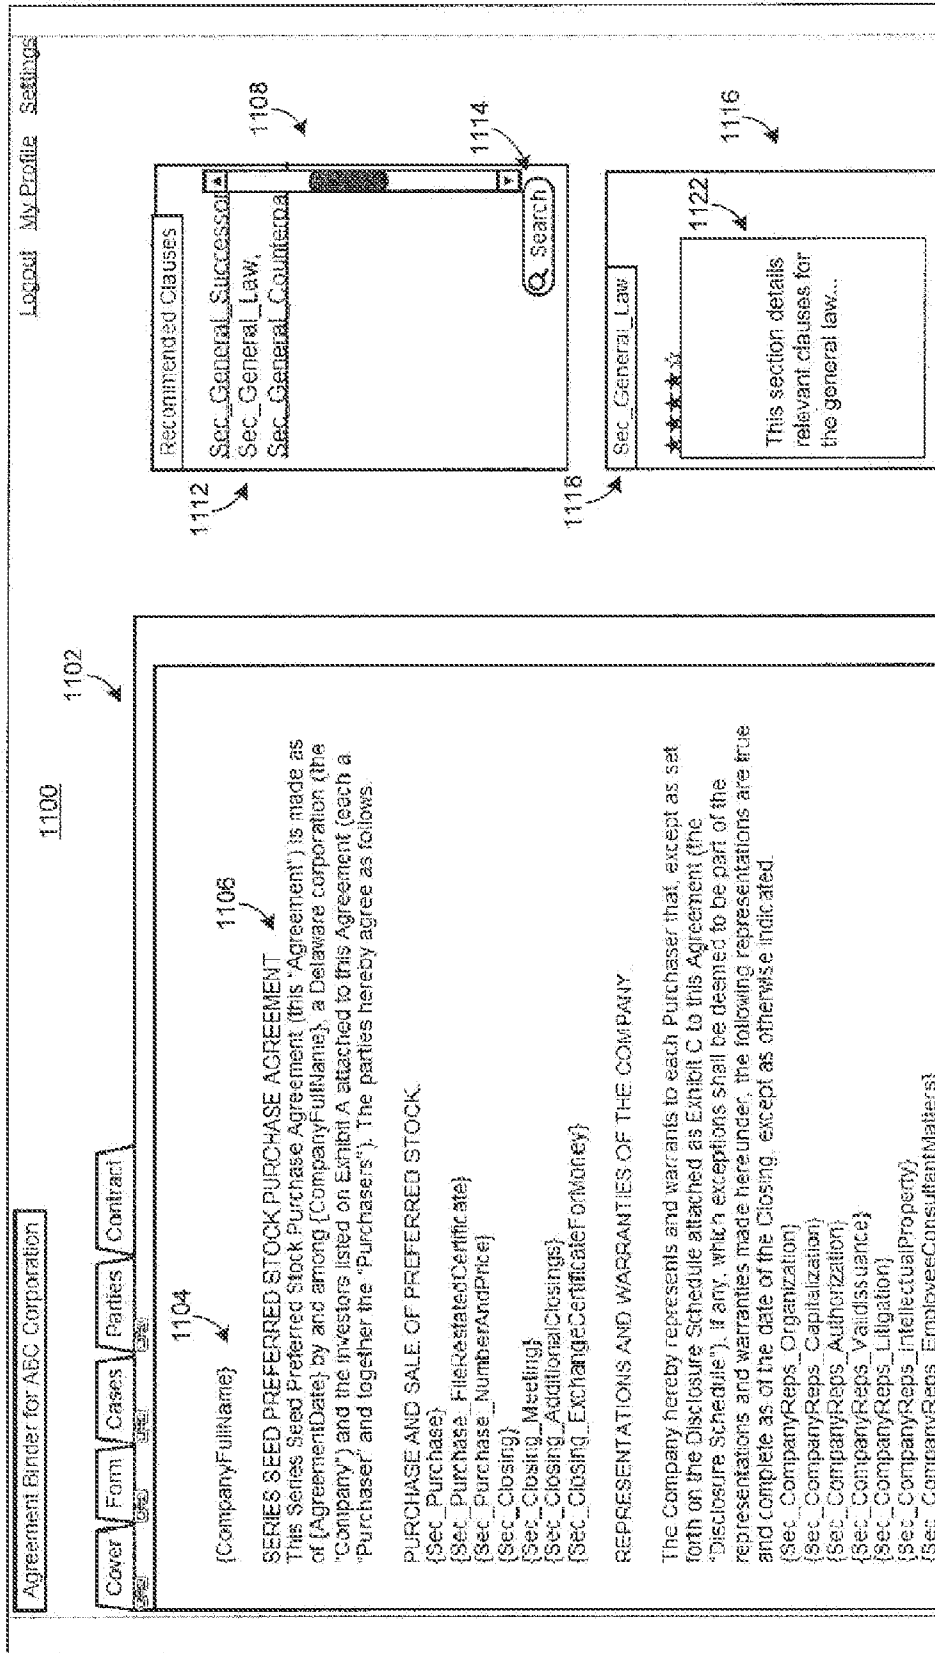 Logout My Profile Settings
1100
Agreement Binder for ABC Corporation
1102
Cover Form Cases Parties Contract
1104
{CompanyFullName}
1106
SERIES SEED PREFERRED STOCK PURCHASE AGREEMENT
This Series Seed Preferred Stock Purchase Agreement (this "Agreement") is made as
of {AgreementDate} by and among {CompanyFullName}, a Delaware corporation (the
"Company") and the investors listed on Exhibit A attached to this Agreement (each a
"Purchaser" and together the "Purchasers"). The parties hereby agree as follows.
PURCHASE AND SALE OF PREFERRED STOCK.
{Sec_Purchase}
{Sec_Purchase_FileRestatedCertificate}
{Sec_Purchase_NumberAndPrice}
{Sec_Closing}
{Sec_Closing_Meeting}
{Sec_Closing_AdditionalClosings}
{Sec_Closing_ExchangeCertificateForMoney}
REPRESENTATIONS AND WARRANTIES OF THE COMPANY.
The Company hereby represents and warrants to each Purchaser that, except as set
forth on the Disclosure Schedule attached as Exhibit C to this Agreement (the
"Disclosure Schedule"), if any, which exceptions shall be deemed to be part of the
representations and warranties made hereunder, the following representations are true
and complete as of the date of the Closing, except as otherwise indicated.
{Sec_CompanyReps_Organization}
{Sec_CompanyReps_Capitalization}
{Sec_CompanyReps_Authorization}
{Sec_CompanyReps_ValidIssuance}
{Sec_CompanyReps_Litigation}
{Sec_CompanyReps_IntellectualProperty}
{Sec_CompanyReps_EmployeeConsultantMatters}
1108
1112
Recommended Clauses
Sec_General_Successor
Sec_General_Law,
Sec_General_Counterpa
1114
Search
1116
1118
Sec_General_Law
1122
This section details
relevant clauses for
the general law...